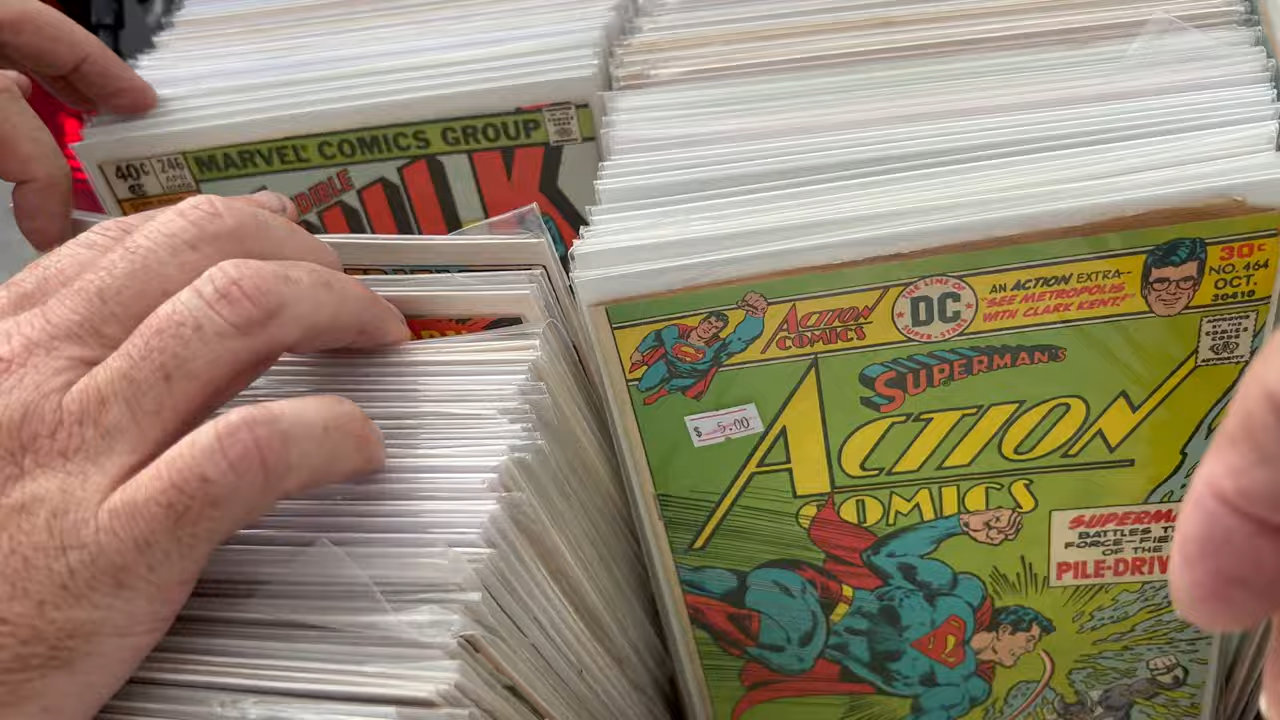 MARVEL COMICS GROUP
40¢
246
APR
HULK
ACTION
COMICS
THE LINE OF
DC
SUPER-STARS
AN ACTION EXTRA--
"SEE METROPOLIS
WITH CLARK KENT!"
30¢
NO. 464
OCT.
30410
APPROVED
BY THE
COMICS
CODE
AUTHORITY
SUPERMAN'S
ACTION
COMICS
$ 5.00
SUPERMA
BATTLES T
FORCE-FIE
OF THE
PILE-DRIV